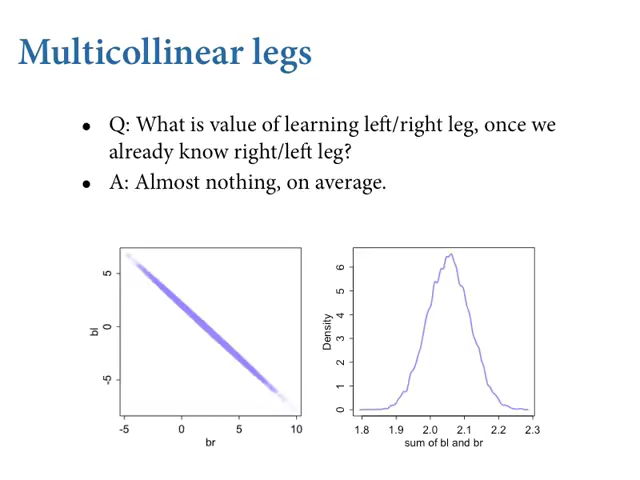 Multicollinear legs
• Q: What is value of learning left/right leg, once we
already know right/left leg?
• A: Almost nothing, on average.
bl
5
0
-5
-5 0 5 10
br
Density
6
5
4
3
2
1
0
1.8 1.9 2.0 2.1 2.2 2.3
sum of bl and br